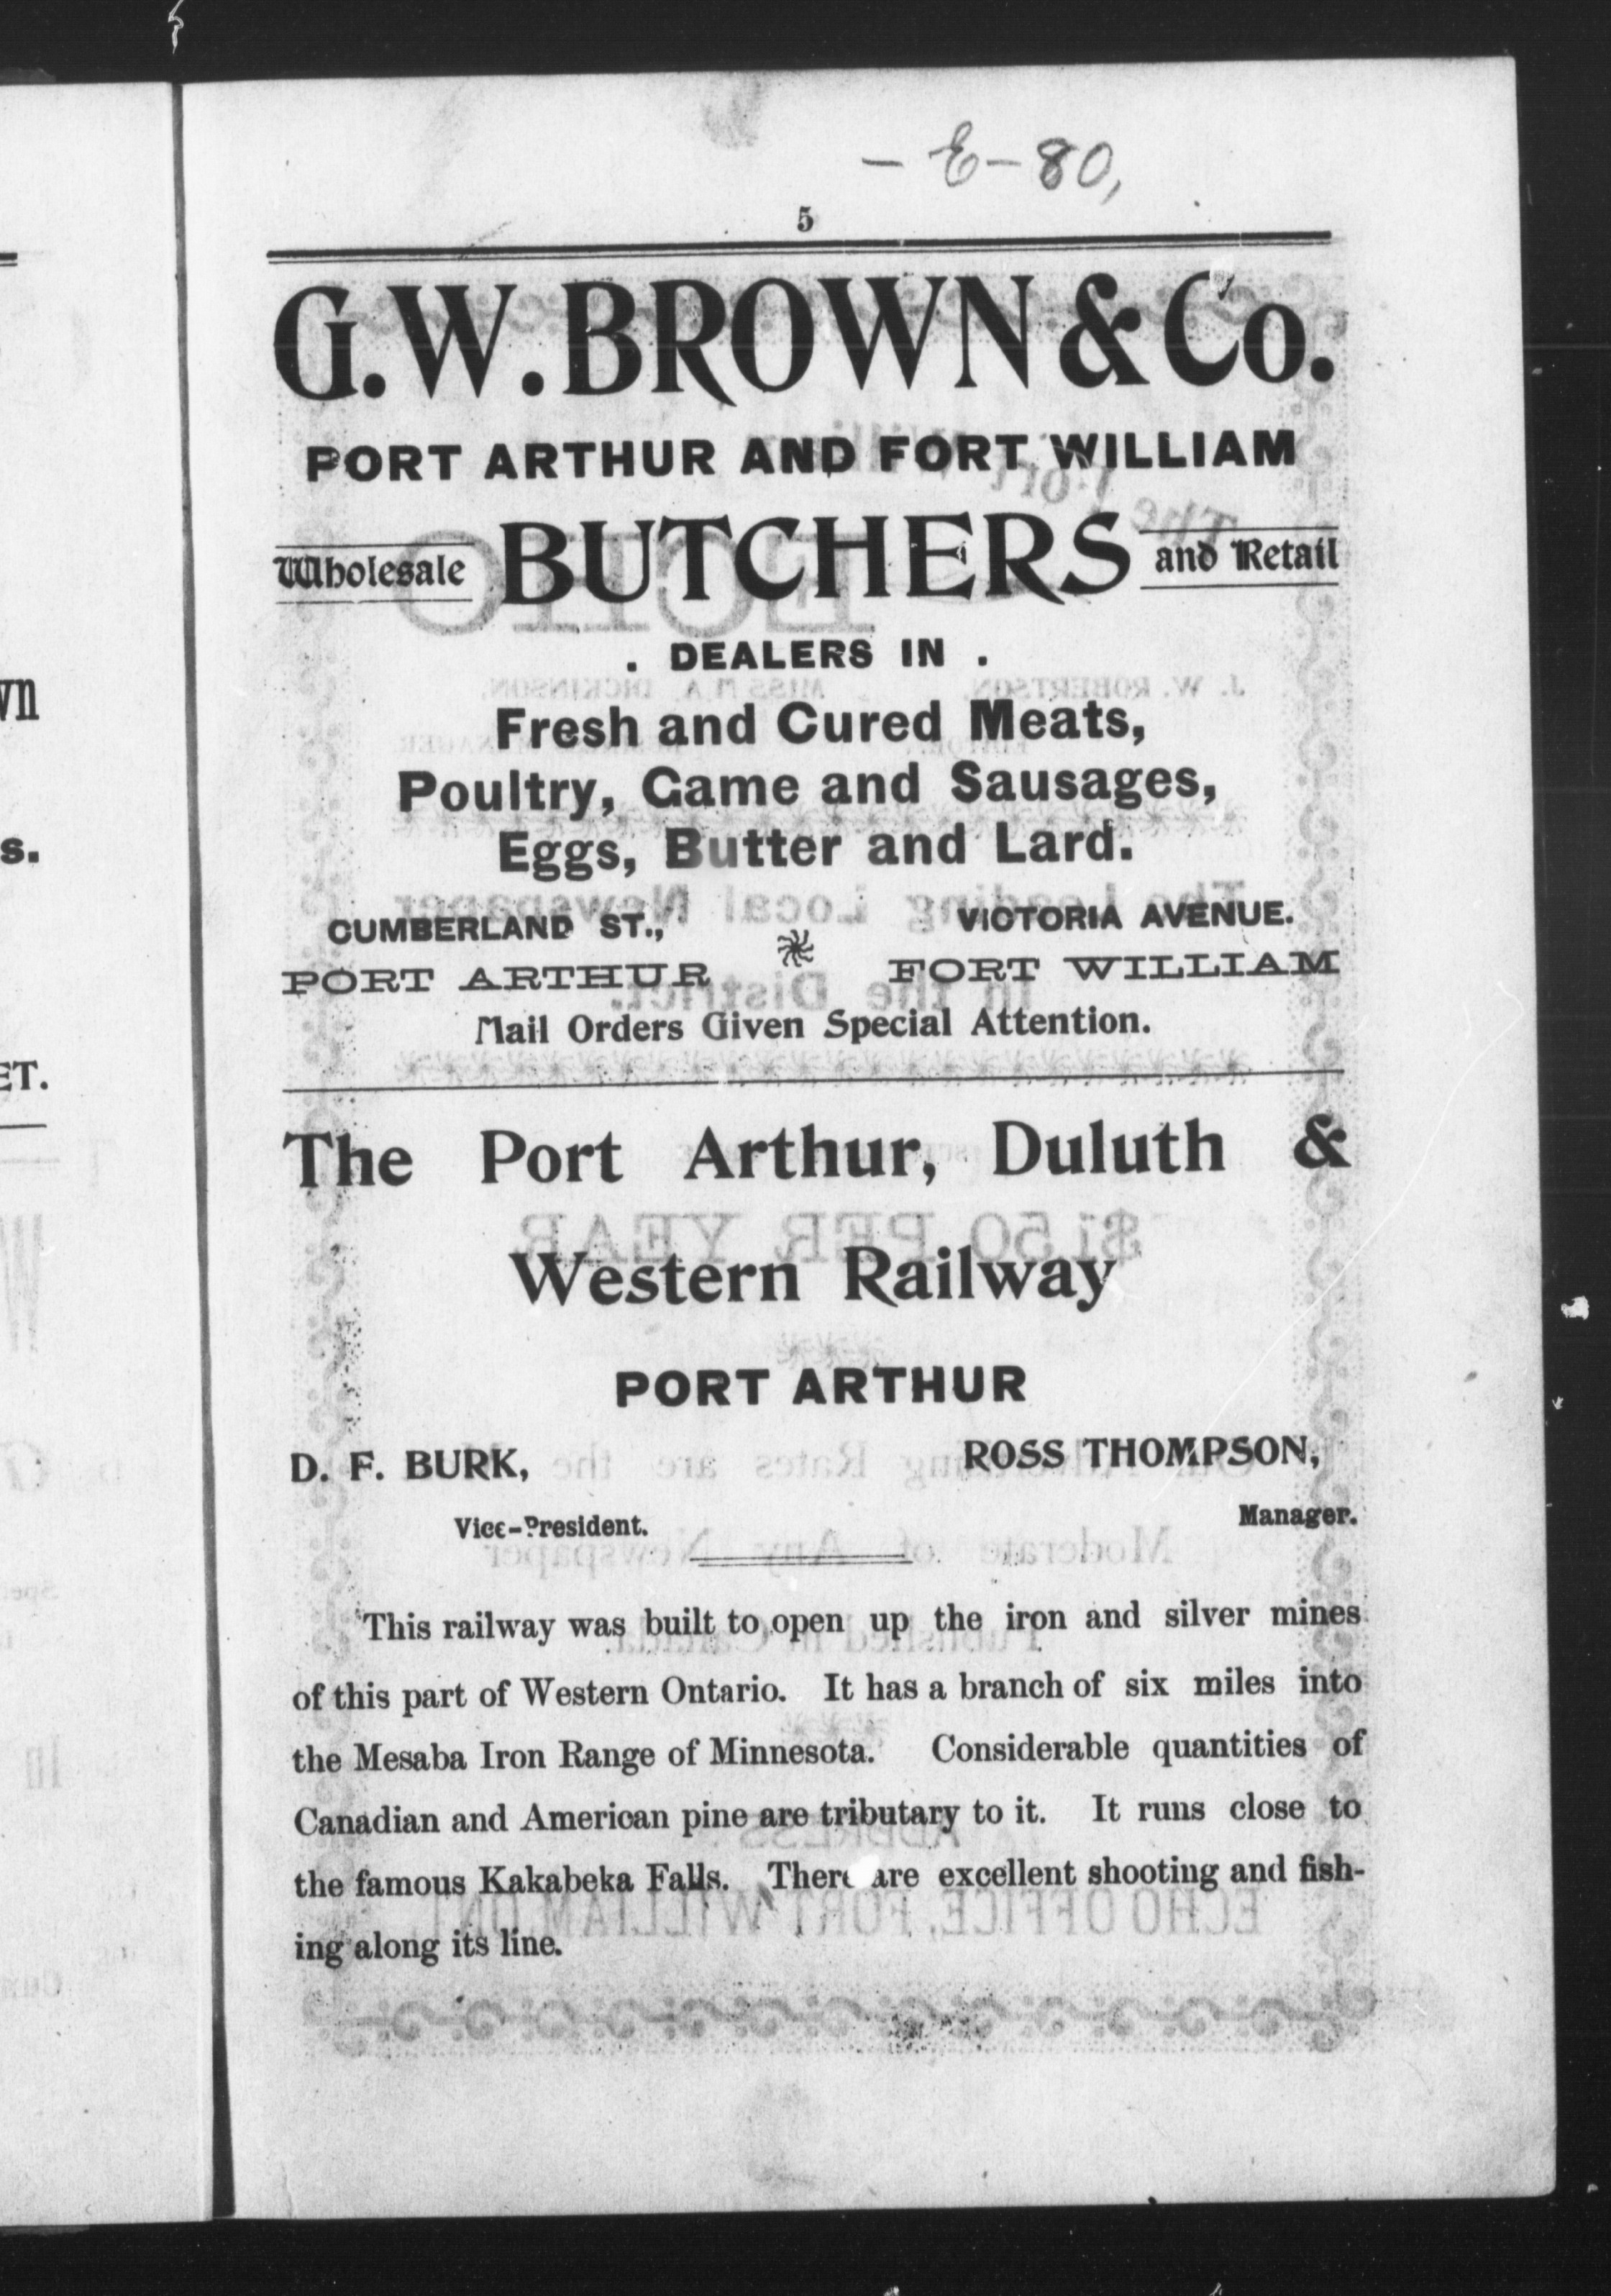 - E - 80,
5
G. W. BROWN & Co.
PORT ARTHUR AND FORT WILLIAM
Wholesale BUTCHERS and Retail
. DEALERS IN .
Fresh and Cured Meats,
Poultry, Game and Sausages,
Eggs, Butter and Lard.
CUMBERLAND ST., VICTORIA AVENUE.
PORT ARTHUR FORT WILLIAM
Mail Orders Given Special Attention.
The Port Arthur, Duluth &
Western Railway
PORT ARTHUR
D. F. BURK, ROSS THOMPSON,
Vice-President. Manager.
This railway was built to open up the iron and silver mines
of this part of Western Ontario. It has a branch of six miles into
the Mesaba Iron Range of Minnesota. Considerable quantities of
Canadian and American pine are tributary to it. It runs close to
the famous Kakabeka Falls. There are excellent shooting and fish-
ing along its line.